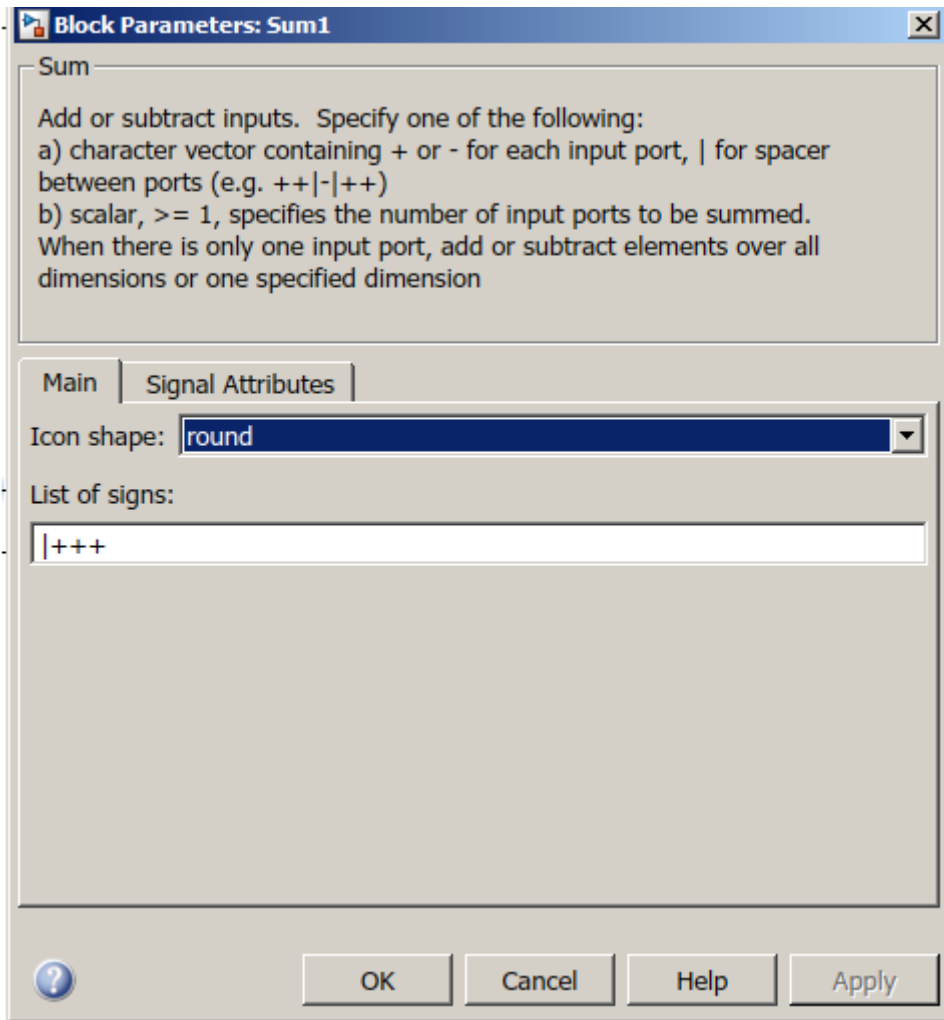 Block Parameters: Sum1
Sum
Add or subtract inputs.  Specify one of the following:
a) character vector containing + or - for each input port, | for spacer
between ports (e.g. ++|-|++)
b) scalar, >= 1, specifies the number of input ports to be summed.
When there is only one input port, add or subtract elements over all
dimensions or one specified dimension
Main
Signal Attributes
Icon shape: round
List of signs:
|+++
OK
Cancel
Help
Apply